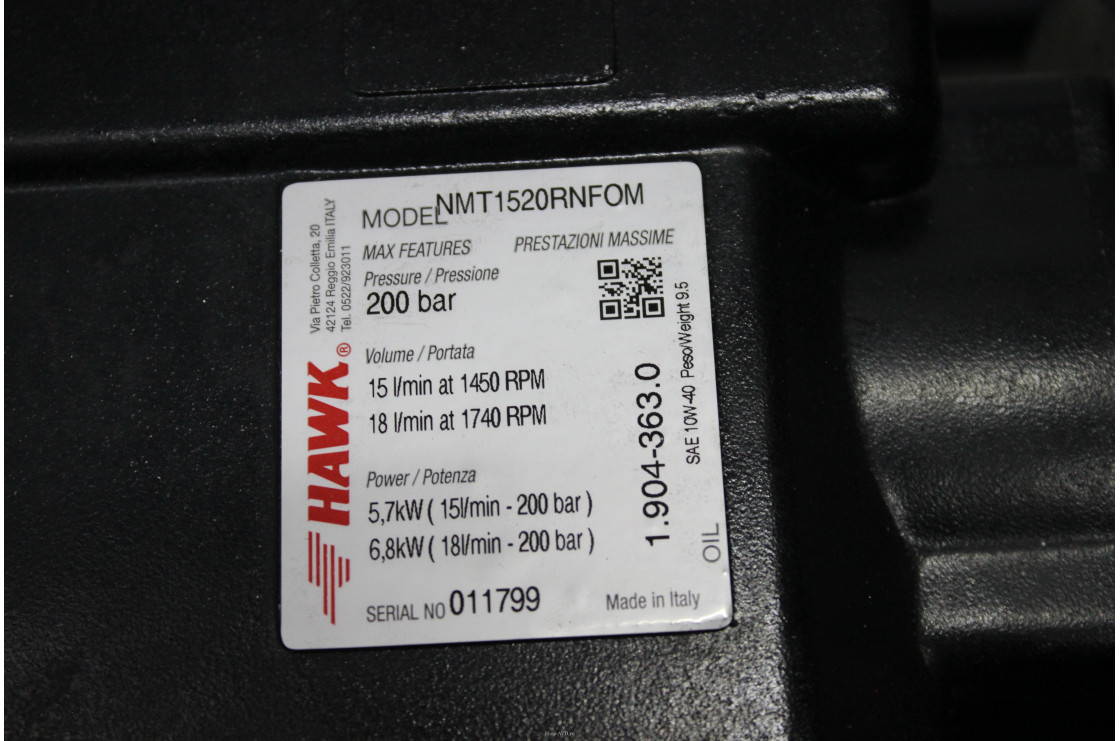 MODEL NMT1520RNFOM
MAX FEATURES PRESTAZIONI MASSIME
Pressure / Pressione
200 bar
Volume / Portata
15 l/min at 1450 RPM
18 l/min at 1740 RPM
Power / Potenza
5,7kW ( 15l/min - 200 bar )
6,8kW ( 18l/min - 200 bar )
SERIAL NO 011799
Made in Italy
HAWK®
Via Pietro Colletta, 20
42124 Reggio Emilia ITALY
Tel. 0522/923011
1.904-363.0
OIL SAE 10W-40 Peso/Weight 9.5